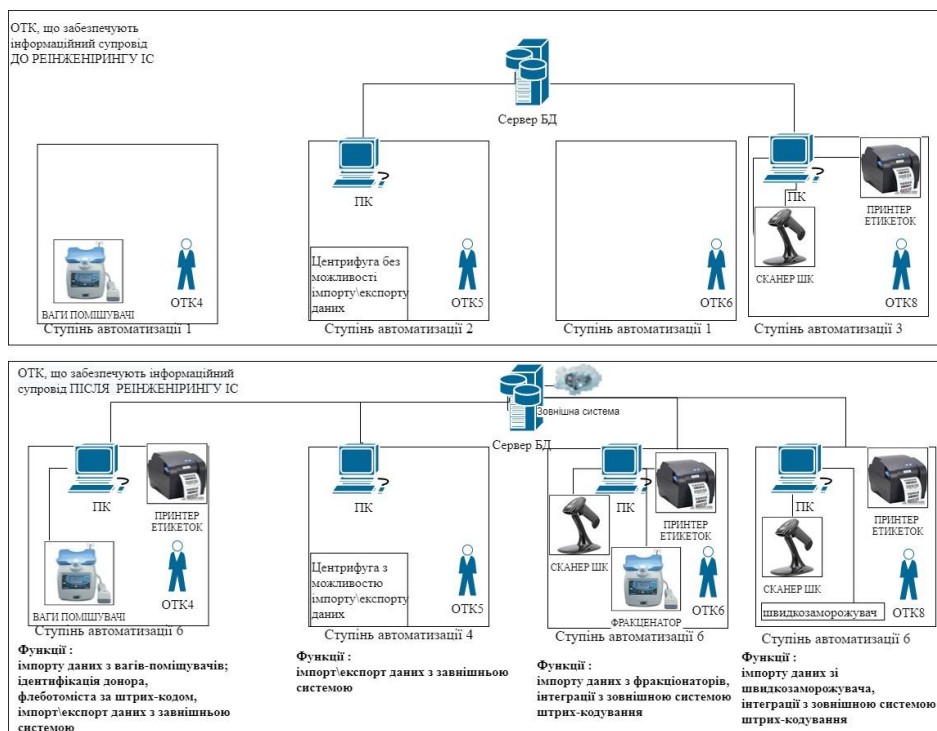 ОТК, що забезпечують
інформаційний супровід
ДО РЕІНЖЕНІРИНГУ ІС
Сервер БД
ПК
ПК
ПРИНТЕР
ЕТИКЕТОК
Центрифуга без
можливості
імпорту\експорту
даних
СКАНЕР ШК
ВАГИ ПОМІШУВАЧІ
ОТК4
ОТК5
ОТК6
ОТК8
Ступінь автоматизації 1
Ступінь автоматизації 2
Ступінь автоматизації 1
Ступінь автоматизації 3
ОТК, що забезпечують інформаційний
супровід ПІСЛЯ РЕІНЖЕНІРИНГУ ІС
Зовнішна система
Сервер БД
ПК
ПРИНТЕР
ЕТИКЕТОК
ВАГИ ПОМІШУВАЧІ
ОТК4
Ступінь автоматизації 6
Функції :
імпорту даних з вагів-поміщувачів;
ідентифікація донора,
флеботоміста за штрих-кодом,
імпорт\експорт даних з завнішньою
системою
ПК
Центрифуга з
можливостю
імпорту\експорту
даних
ОТК5
Ступінь автоматизації 4
Функції :
імпорт\експорт даних з завнішньою
системою
ПК
ПРИНТЕР
ЕТИКЕТОК
СКАНЕР ШК
ФРАКЦЕНАТОР
ОТК6
Ступінь автоматизації 6
Функції :
імпорту даних з фракціонаторів,
інтеграції з зовнішною системою
штрих-кодування
ПК
ПРИНТЕР
ЕТИКЕТОК
СКАНЕР ШК
швидкозаморожувач
ОТК8
Ступінь автоматизації 6
Функції :
імпорту даних зі
швидкозаморожувача,
інтеграції з зовнішною системою
штрих-кодування